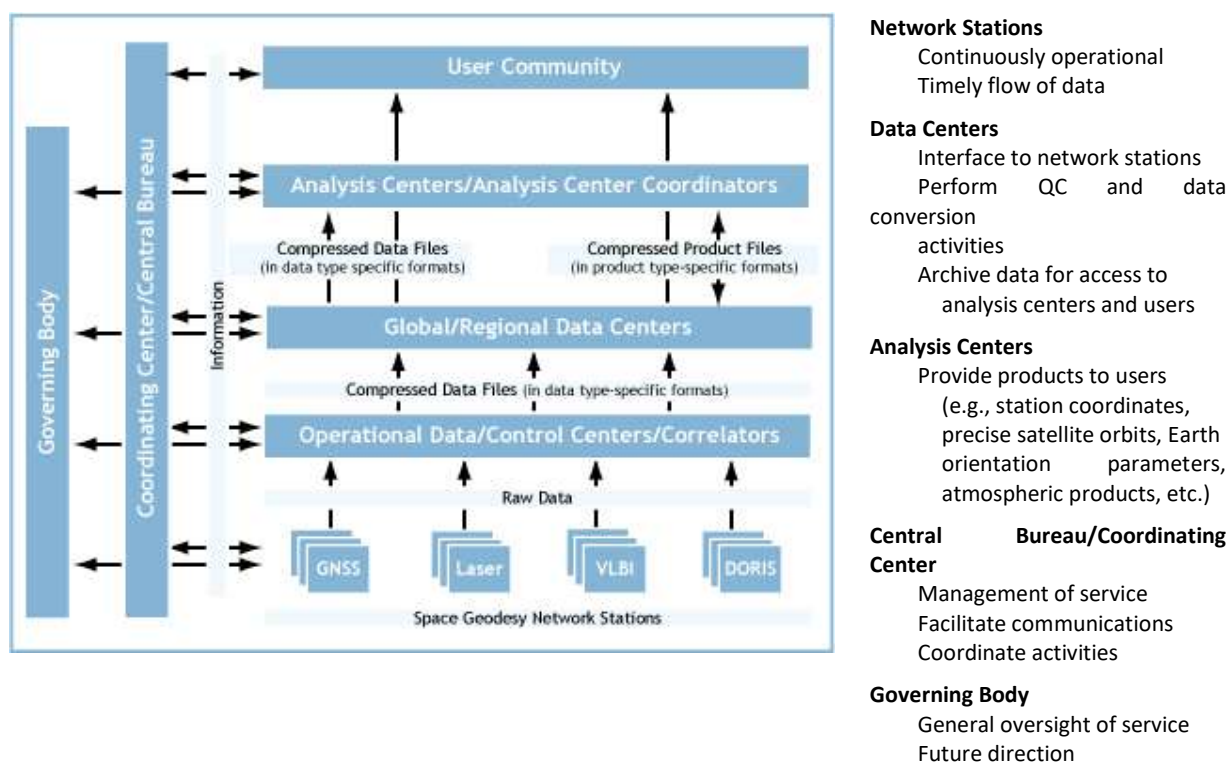 User Community
Analysis Centers/Analysis Center Coordinators
Compressed Data Files
(in data type specific formats)
Compressed Product Files
(in product type-specific formats)
Global/Regional Data Centers
Compressed Data Files (in data type-specific formats)
Operational Data/Control Centers/Correlators
Raw Data
GNSS
Laser
VLBI
DORIS
Space Geodesy Network Stations
Governing Body
Coordinating Center/Central Bureau
Information
Network Stations
Continuously operational
Timely flow of data
Data Centers
Interface to network stations
Perform QC and data
conversion
activities
Archive data for access to
analysis centers and users
Analysis Centers
Provide products to users
(e.g., station coordinates,
precise satellite orbits, Earth
orientation parameters,
atmospheric products, etc.)
Central Bureau/Coordinating
Center
Management of service
Facilitate communications
Coordinate activities
Governing Body
General oversight of service
Future direction